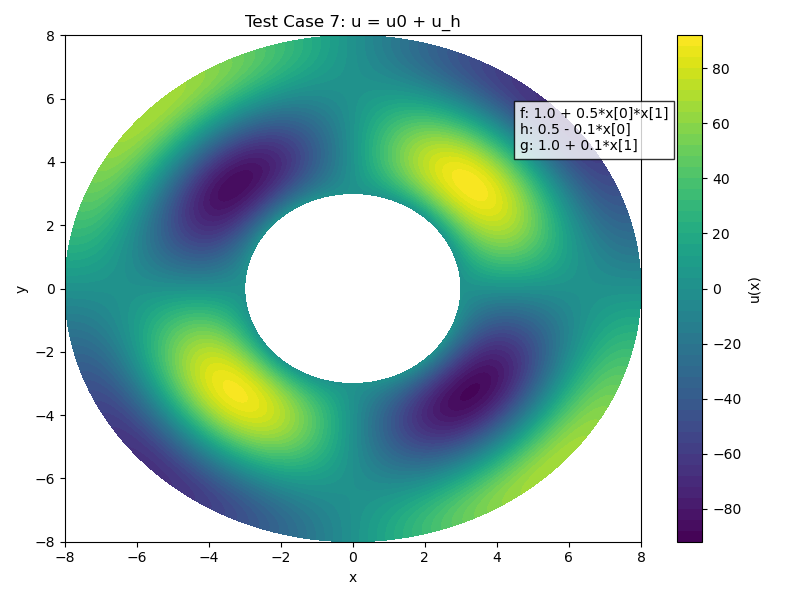 Test Case 7: u = u0 + u_h
f: 1.0 + 0.5*x[0]*x[1]
h: 0.5 - 0.1*x[0]
g: 1.0 + 0.1*x[1]
8
6
4
2
0
−2
−4
−6
−8
y
−8 −6 −4 −2 0 2 4 6 8
x
80
60
40
20
0
−20
−40
−60
−80
u(x)